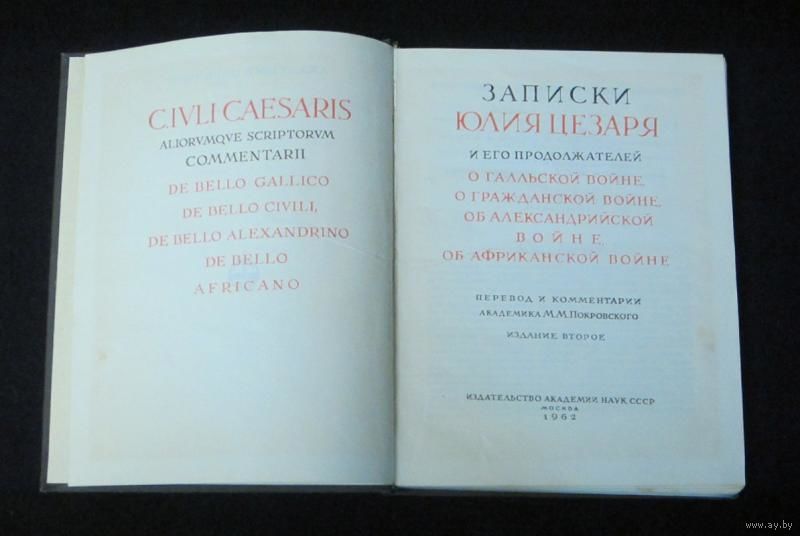 C. IVLI CAESARIS
ALIORVMQVE SCRIPTORVM
COMMENTARII
DE BELLO GALLICO
DE BELLO CIVILI,
DE BELLO ALEXANDRINO
DE BELLO
AFRICANO
ЗАПИСКИ
ЮЛИЯ ЦЕЗАРЯ
И ЕГО ПРОДОЛЖАТЕЛЕЙ
О ГАЛЛЬСКОЙ ВОЙНЕ,
О ГРАЖДАНСКОЙ ВОЙНЕ,
ОБ АЛЕКСАНДРИЙСКОЙ
ВОЙНЕ,
ОБ АФРИКАНСКОЙ ВОЙНЕ
ПЕРЕВОД И КОММЕНТАРИИ
АКАДЕМИКА М.М.ПОКРОВСКОГО
ИЗДАНИЕ ВТОРОЕ
ИЗДАТЕЛЬСТВО АКАДЕМИИ НАУК СССР
МОСКВА
1962
www.ay.by